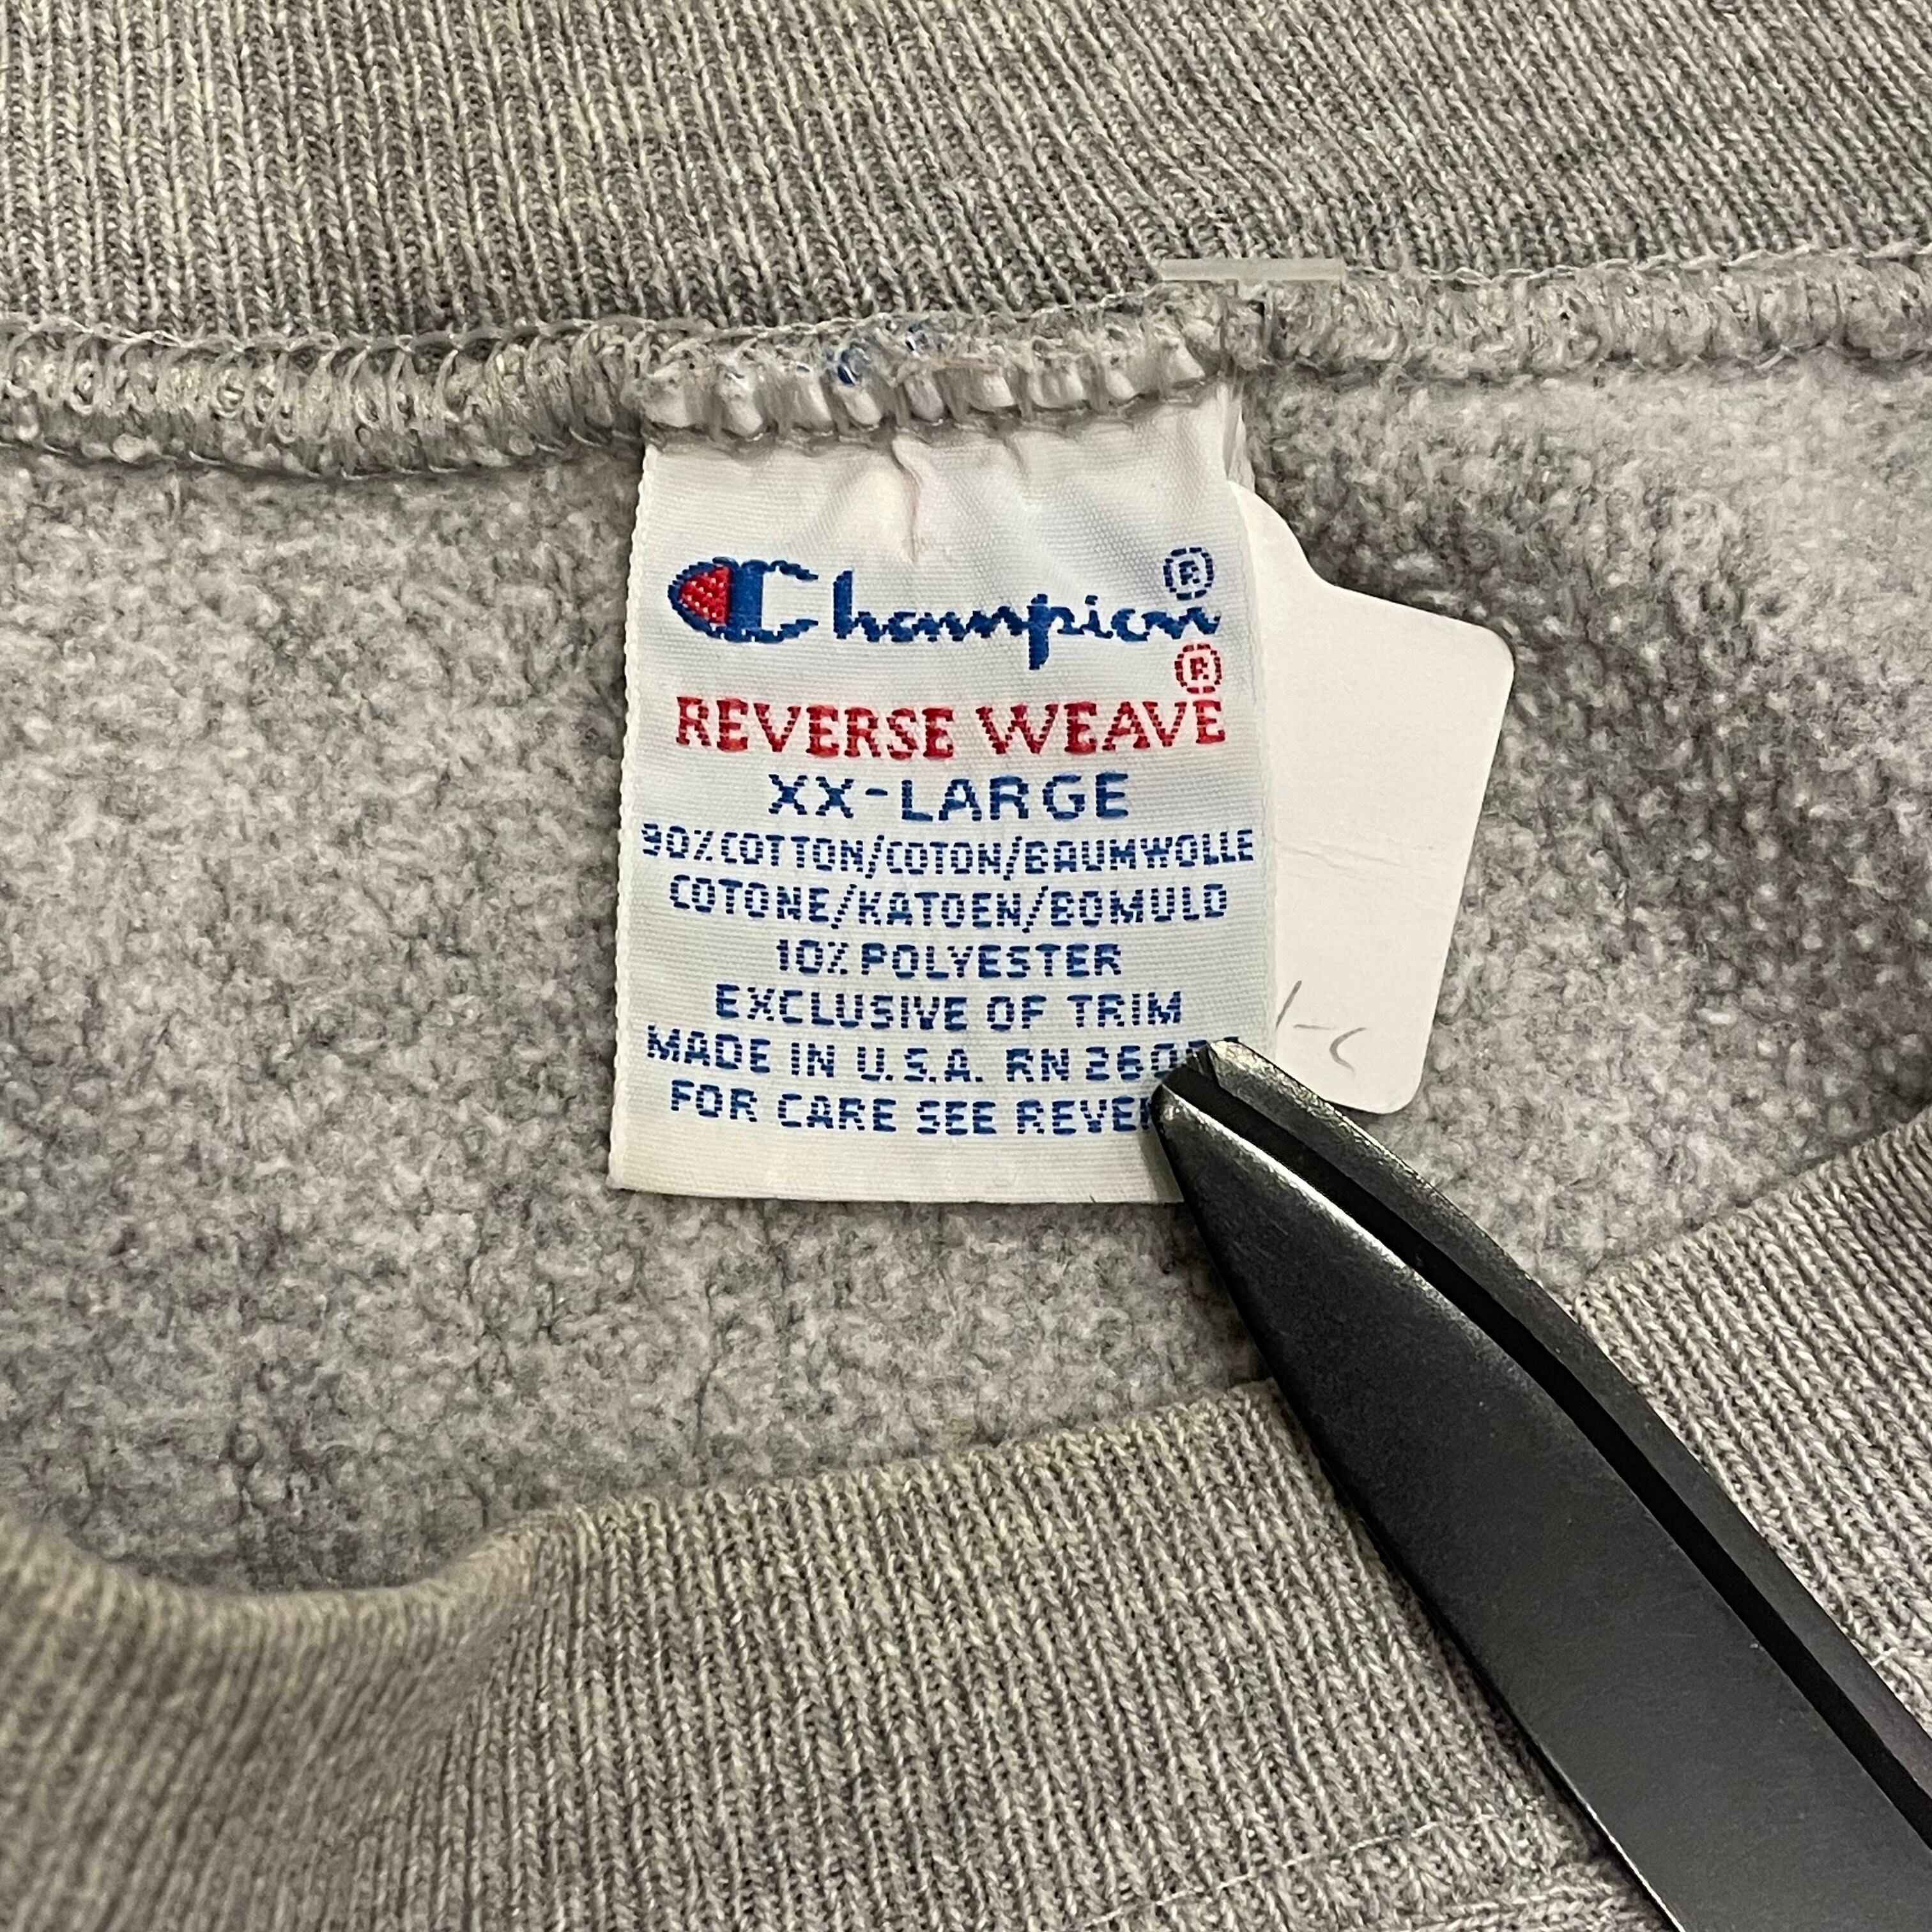 Champion®
REVERSE WEAVE®
XX-LARGE
90% COTTON/COTON/BAUMWOLLE
COTONE/KATOEN/BOMULD
10% POLYESTER
EXCLUSIVE OF TRIM
MADE IN U.S.A. RN
FOR CARE SEE